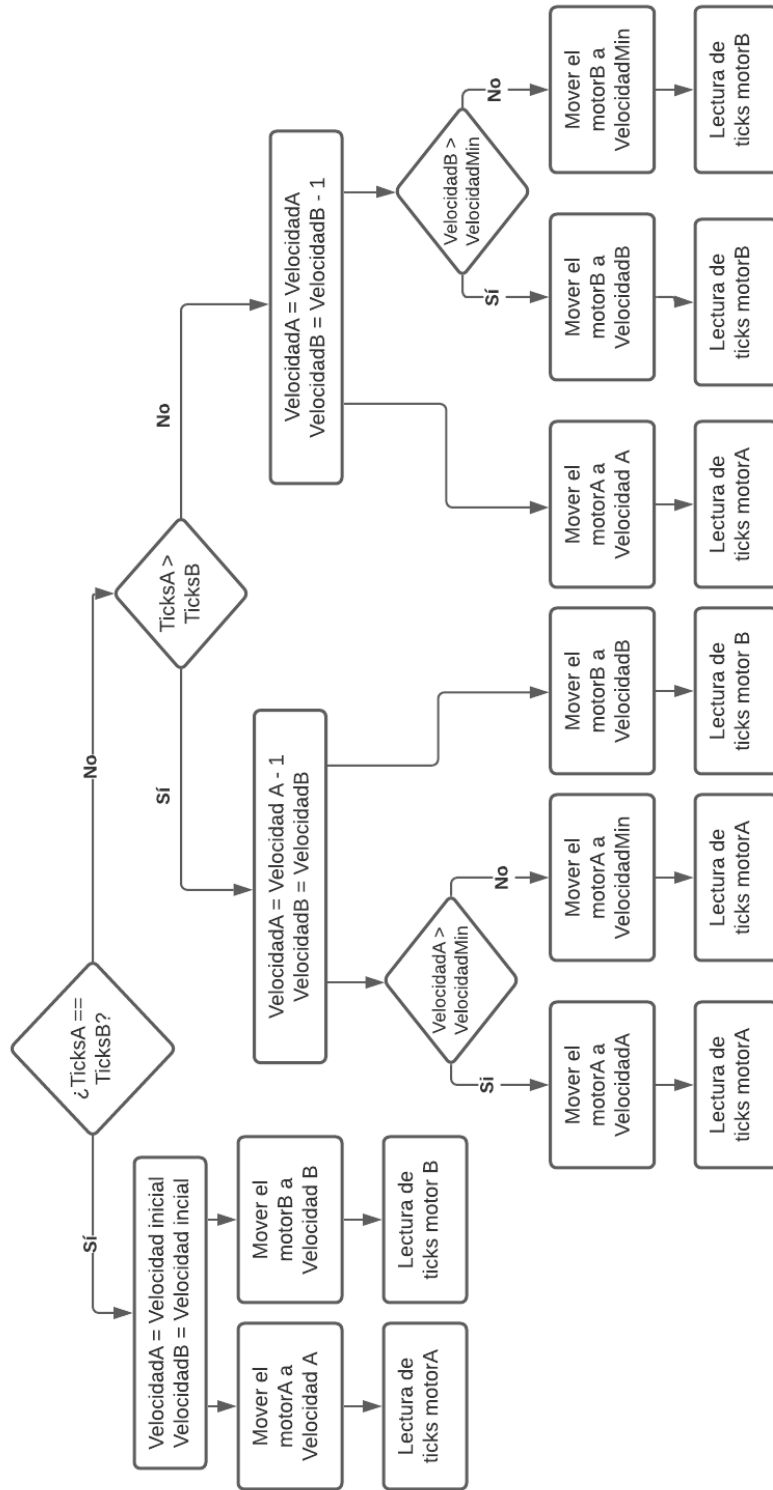 ¿TicksA ==
TicksB?
Sí
No
VelocidadA = Velocidad inicial
VelocidadB = Velocidad incial
Mover el
motorA a
Velocidad A
Mover el
motorB a
Velocidad B
Lectura de
ticks motorA
Lectura de
ticks motor B
TicksA >
TicksB
Sí
No
VelocidadA = Velocidad A - 1
VelocidadB = VelocidadB
VelocidadA = VelocidadA
VelocidadB = VelocidadB - 1
VelocidadA >
VelocidadMin
Si
No
VelocidadB >
VelocidadMin
Sí
No
Mover el
motorA a
VelocidadA
Mover el
motorA a
VelocidadMin
Mover el
motorB a
VelocidadB
Mover el
motorA a
Velocidad A
Mover el
motorB a
VelocidadB
Mover el
motorB a
VelocidadMin
Lectura de
ticks motorA
Lectura de
ticks motorA
Lectura de
ticks motor B
Lectura de
ticks motorA
Lectura de
ticks motorB
Lectura de
ticks motorB